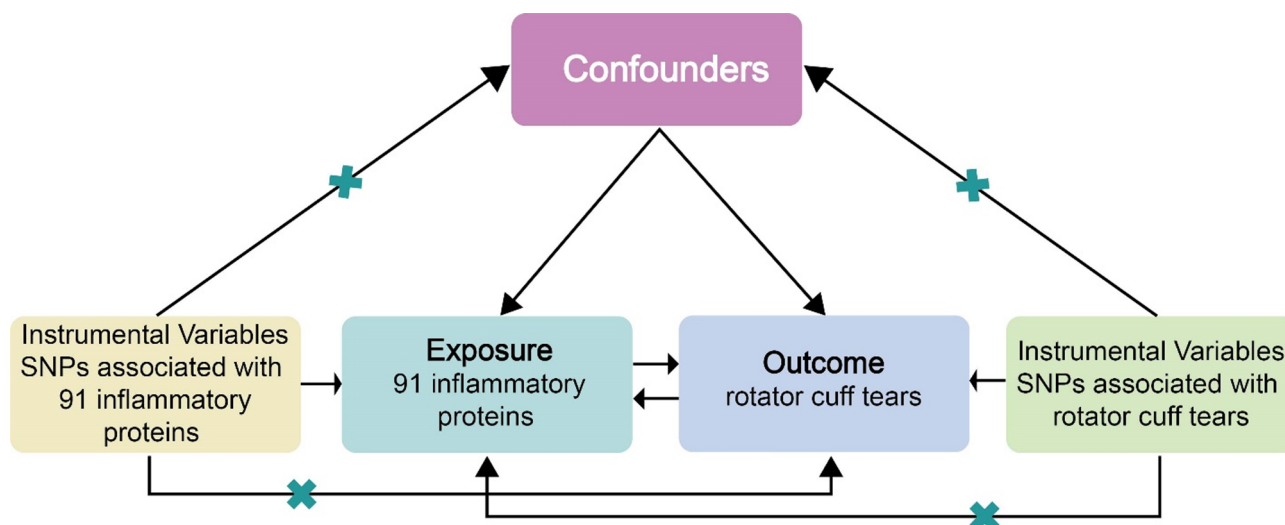 Confounders
Instrumental Variables
SNPs associated with
91 inflammatory
proteins
Exposure
91 inflammatory
proteins
Outcome
rotator cuff tears
Instrumental Variables
SNPs associated with
rotator cuff tears